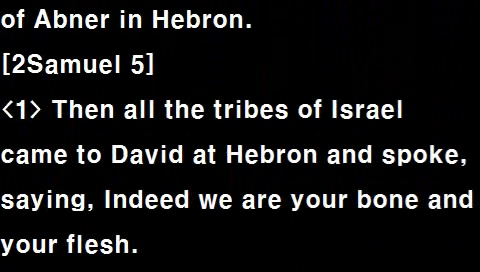 of Abner in Hebron.
[2Samuel 5]
<1> Then all the tribes of Israel
came to David at Hebron and spoke,
saying, Indeed we are your bone and
your flesh.